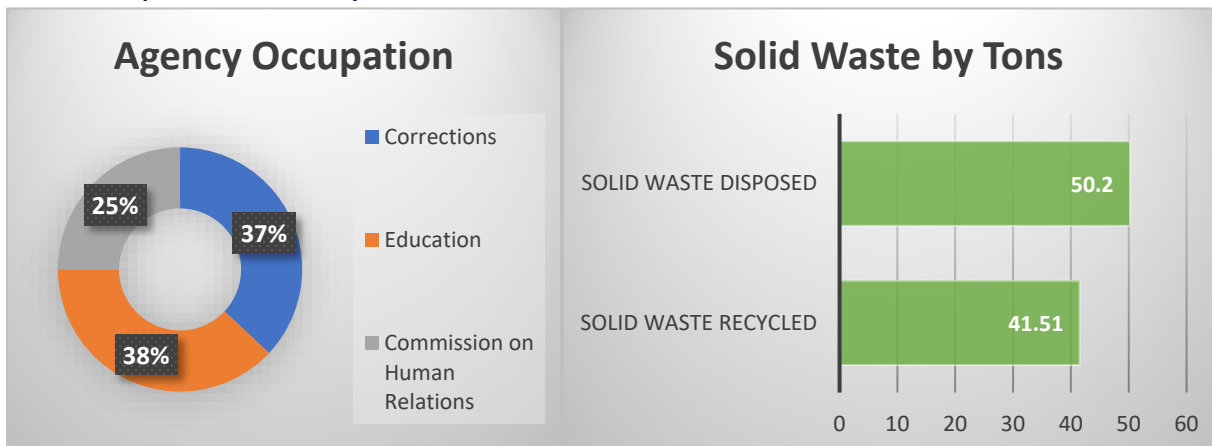 Agency Occupation
25%
37%
38%
Corrections
Education
Commission on
Human
Relations
Solid Waste by Tons
SOLID WASTE DISPOSED
50.2
SOLID WASTE RECYCLED
41.51
0 10 20 30 40 50 60